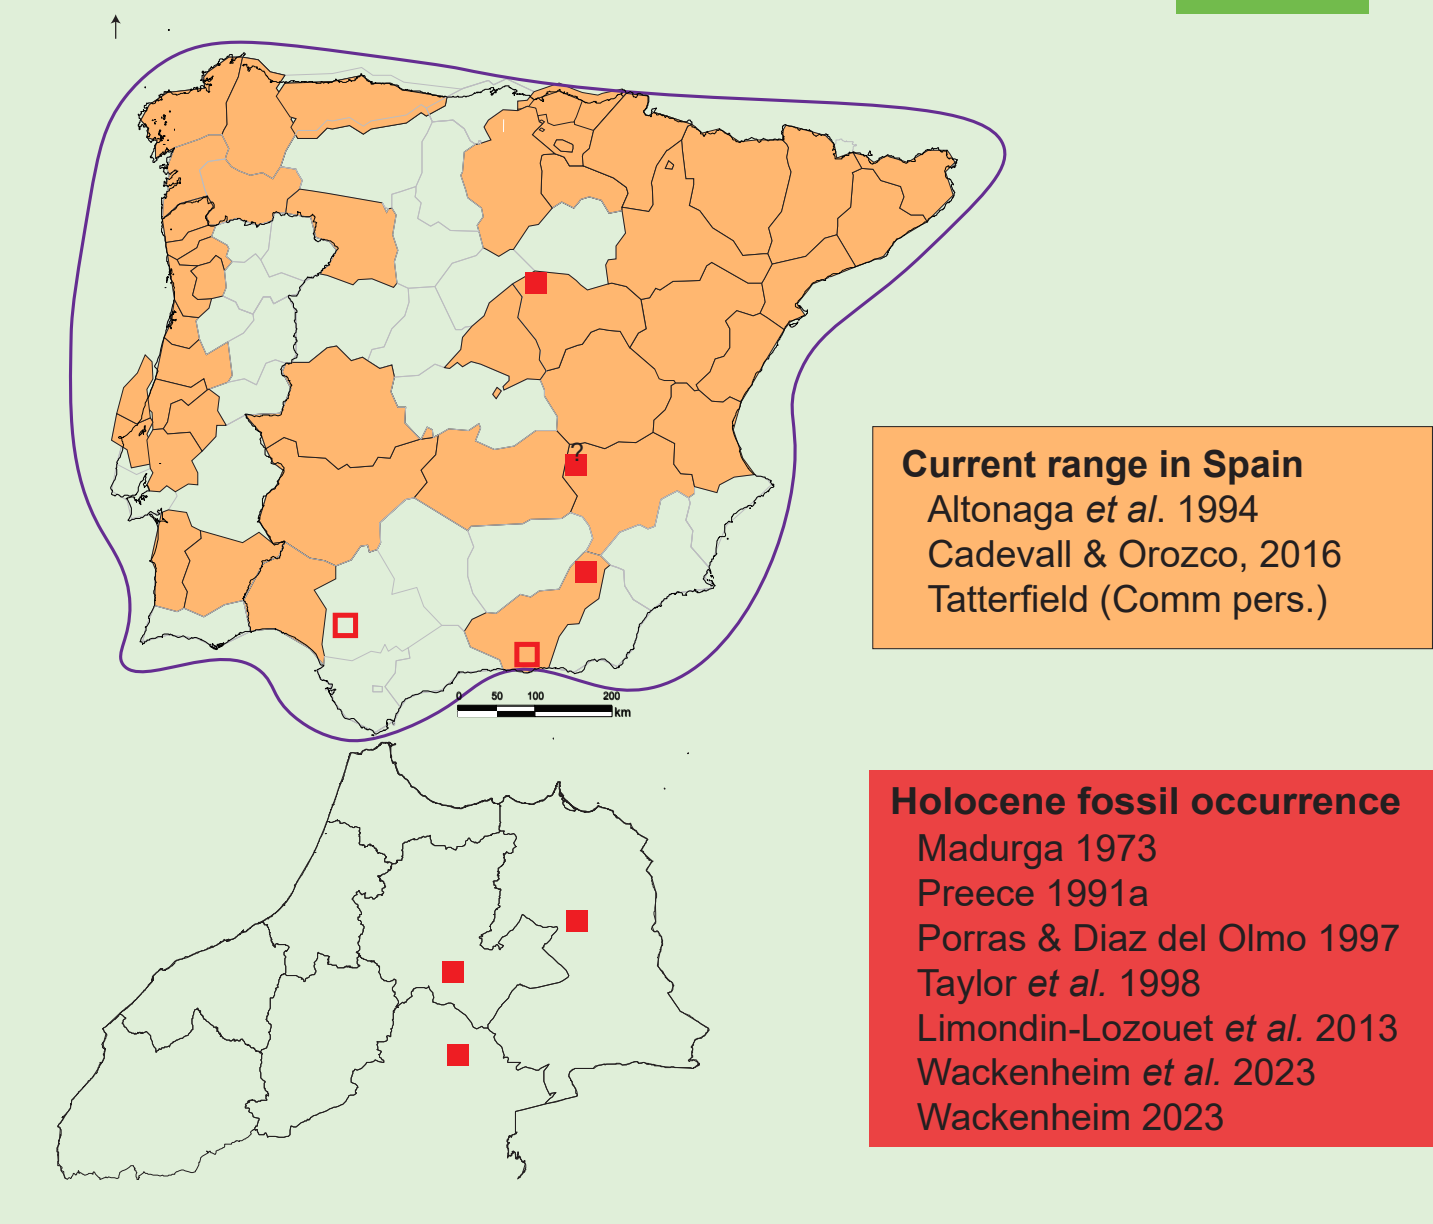 ?
0 50 100 200
km
Current range in Spain
Altonaga et al. 1994
Cadevall & Orozco, 2016
Tatterfield (Comm pers.)
Holocene fossil occurrence
Madurga 1973
Preece 1991a
Porras & Diaz del Olmo 1997
Taylor et al. 1998
Limondin-Lozouet et al. 2013
Wackenheim et al. 2023
Wackenheim 2023